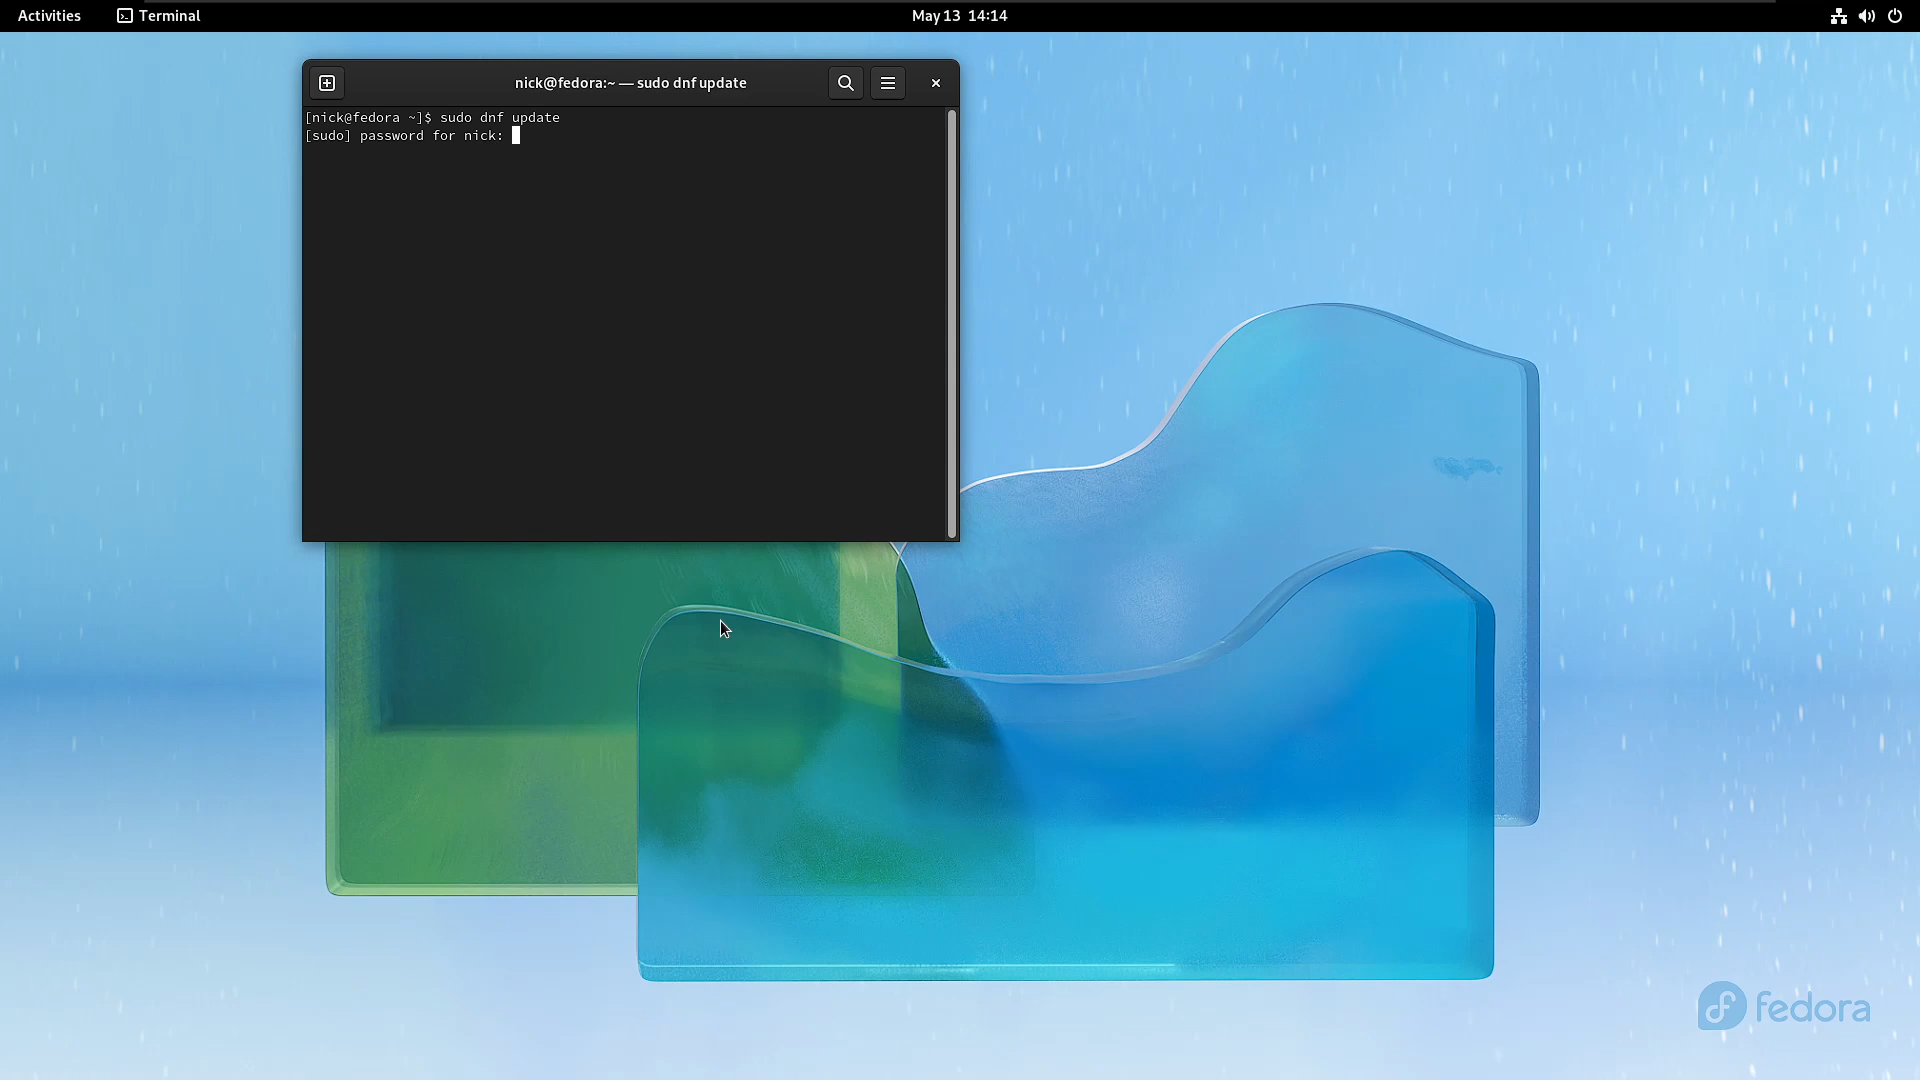 Activities Terminal May 13 14:14
nick@fedora:~ — sudo dnf update
[nick@fedora ~]$ sudo dnf update
[sudo] password for nick:
fedora